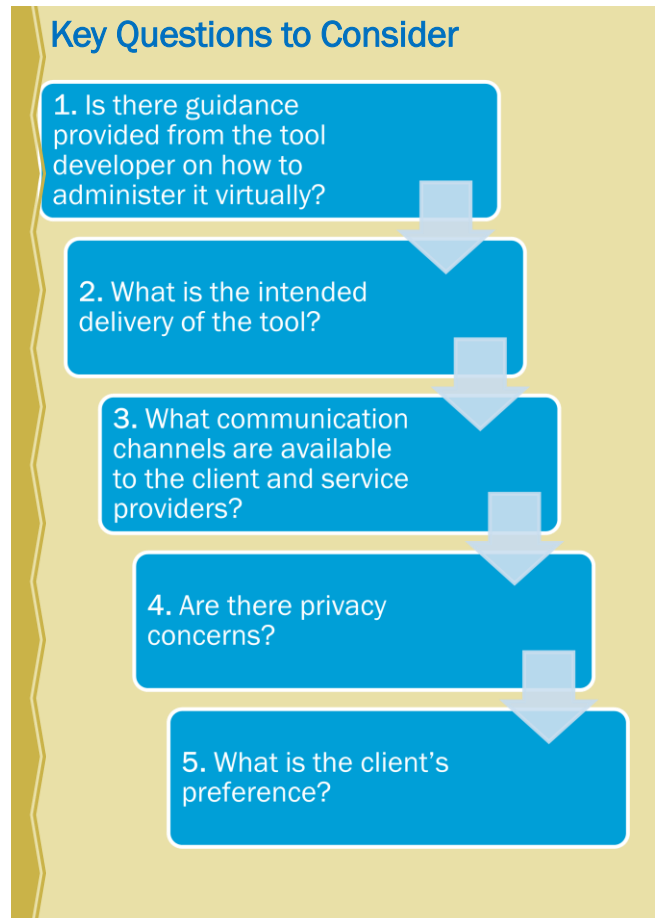 Key Questions to Consider
1. Is there guidance
provided from the tool
developer on how to
administer it virtually?
2. What is the intended
delivery of the tool?
3. What communication
channels are available
to the client and service
providers?
4. Are there privacy
concerns?
5. What is the client’s
preference?